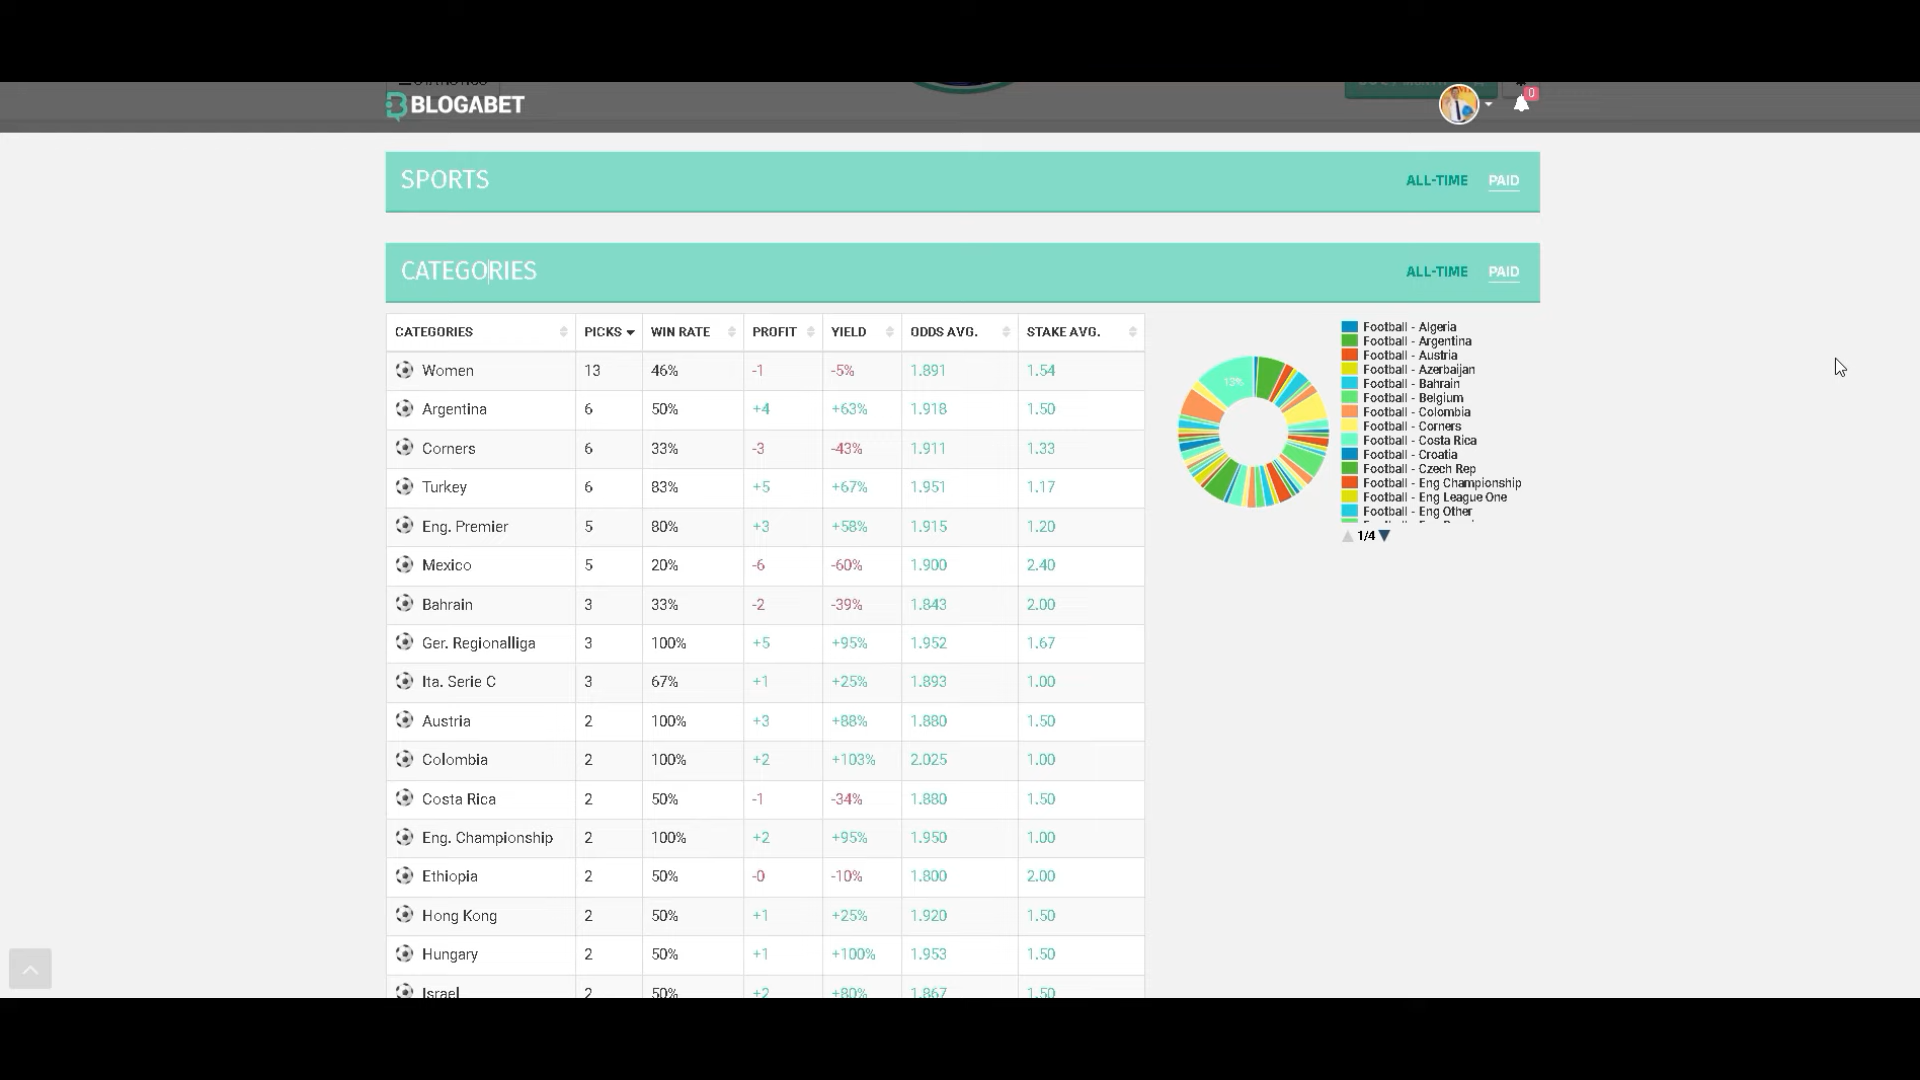 BLOGABET
0
SPORTS ALL-TIME PAID
CATEGORIES ALL-TIME PAID
CATEGORIES PICKS WIN RATE PROFIT YIELD ODDS AVG. STAKE AVG.
Women 13 46% -1 -5% 1.891 1.54
Argentina 6 50% +4 +63% 1.918 1.50
Corners 6 33% -3 -43% 1.911 1.33
Turkey 6 83% +5 +67% 1.951 1.17
Eng. Premier 5 80% +3 +58% 1.915 1.20
Mexico 5 20% -6 -60% 1.900 2.40
Bahrain 3 33% -2 -39% 1.843 2.00
Ger. Regionalliga 3 100% +5 +95% 1.952 1.67
Ita. Serie C 3 67% +1 +25% 1.893 1.00
Austria 2 100% +3 +88% 1.880 1.50
Colombia 2 100% +2 +103% 2.025 1.00
Costa Rica 2 50% -1 -34% 1.880 1.50
Eng. Championship 2 100% +2 +95% 1.950 1.00
Ethiopia 2 50% -0 -10% 1.800 2.00
Hong Kong 2 50% +1 +25% 1.920 1.50
Hungary 2 50% +1 +100% 1.953 1.50
Israel 2 50% +2 +80% 1.867 1.50
13%
Football - Algeria
Football - Argentina
Football - Austria
Football - Azerbaijan
Football - Bahrain
Football - Belgium
Football - Colombia
Football - Corners
Football - Costa Rica
Football - Croatia
Football - Czech Rep
Football - Eng Championship
Football - Eng League One
Football - Eng Other
1/4